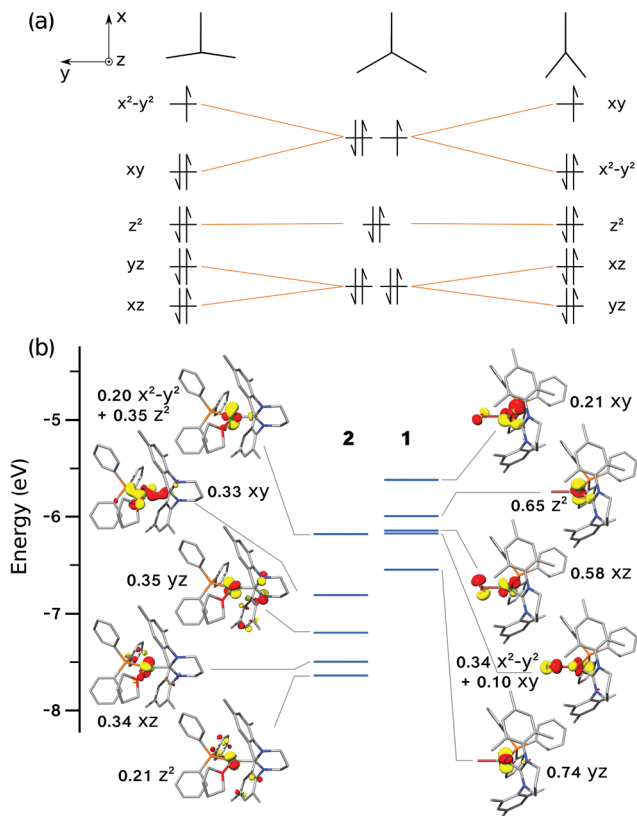 (a)
x
y
z
x²-y²
xy
z²
yz
xz
xy
x²-y²
z²
xz
yz
(b)
Energy (eV)
-5
-6
-7
-8
0.20 x²-y²
+ 0.35 z²
0.33 xy
0.35 yz
0.34 xz
0.21 z²
2
1
0.21 xy
0.65 z²
0.58 xz
0.34 x²-y²
+ 0.10 xy
0.74 yz